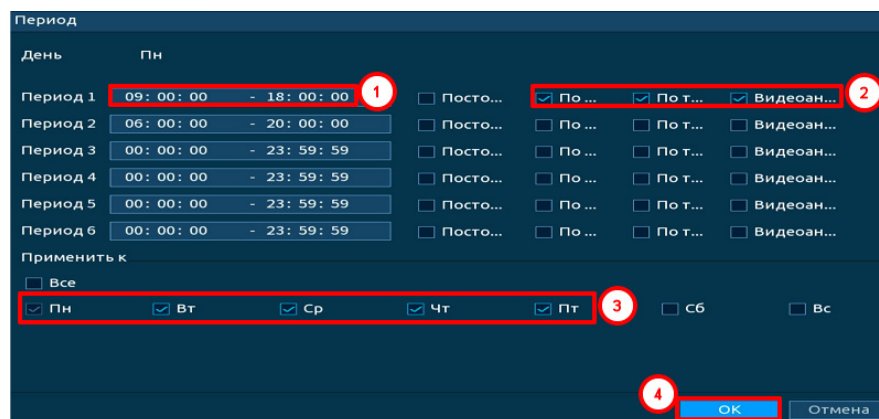 Период
День Пн
Период 1 09: 00: 00 - 18: 00: 00 1 Посто... По ... По т... Видеоан... 2
Период 2 06: 00: 00 - 20: 00: 00 Посто... По ... По т... Видеоан...
Период 3 00: 00: 00 - 23: 59: 59 Посто... По ... По т... Видеоан...
Период 4 00: 00: 00 - 23: 59: 59 Посто... По ... По т... Видеоан...
Период 5 00: 00: 00 - 23: 59: 59 Посто... По ... По т... Видеоан...
Период 6 00: 00: 00 - 23: 59: 59 Посто... По ... По т... Видеоан...
Применить к
Все
Пн Вт Ср Чт Пт 3 Сб Вс
4
ОК Отмена